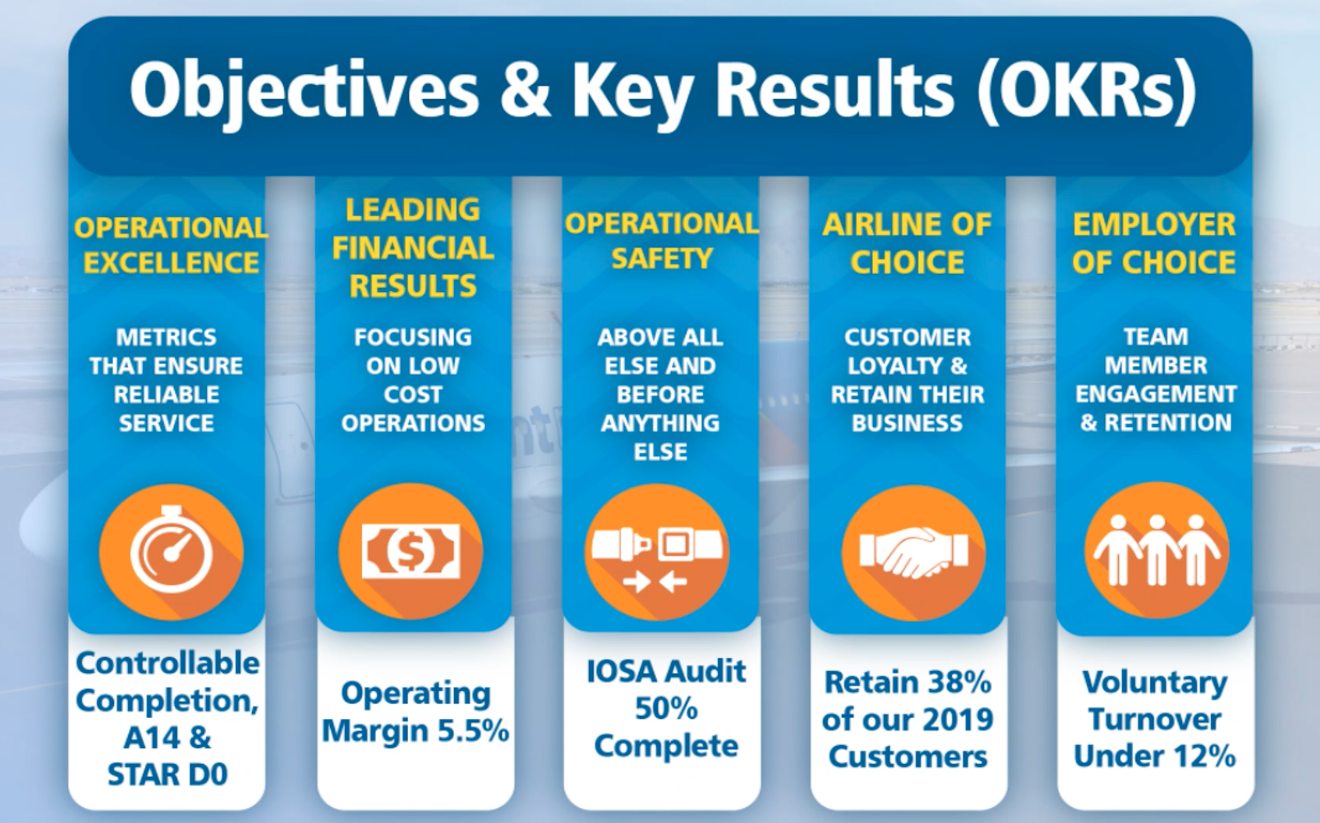 Objectives & Key Results (OKRs)
OPERATIONAL
EXCELLENCE
METRICS
THAT ENSURE
RELIABLE
SERVICE
Controllable
Completion,
A14 &
STAR D0
LEADING
FINANCIAL
RESULTS
FOCUSING
ON LOW
COST
OPERATIONS
$
Operating
Margin 5.5%
OPERATIONAL
SAFETY
ABOVE ALL
ELSE AND
BEFORE
ANYTHING
ELSE
IOSA Audit
50%
Complete
AIRLINE OF
CHOICE
CUSTOMER
LOYALTY &
RETAIN THEIR
BUSINESS
Retain 38%
of our 2019
Customers
EMPLOYER
OF CHOICE
TEAM
MEMBER
ENGAGEMENT
& RETENTION
Voluntary
Turnover
Under 12%